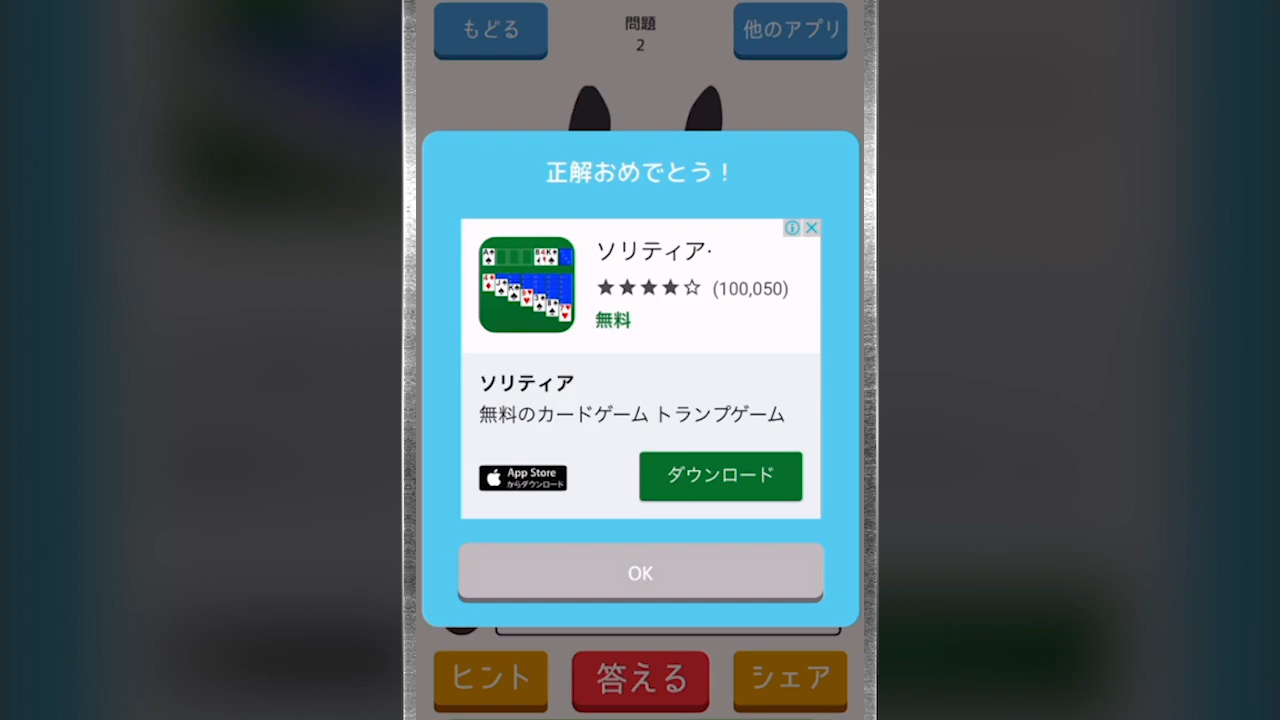 もどる
問題
2
他のアプリ
正解おめでとう！
ソリティア·
(100,050)
無料
ソリティア
無料のカードゲーム トランプゲーム
App Store
からダウンロード
ダウンロード
OK
ヒント
答える
シェア